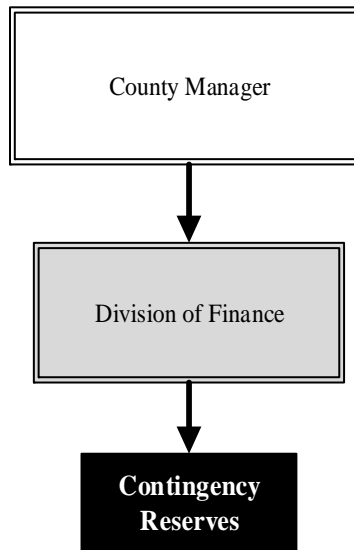 County Manager
Division of Finance
Contingency
Reserves